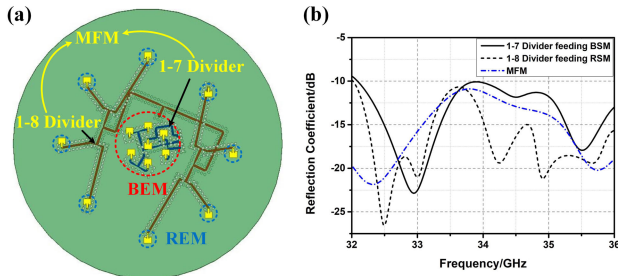 (a)
MFM
1-7 Divider
1-8 Divider
BEM
REM
(b)
1-7 Divider feeding BSM
1-8 Divider feeding RSM
MFM
Reflection Coefficient/dB
-5
-10
-15
-20
-25
32
33
34
35
36
Frequency/GHz